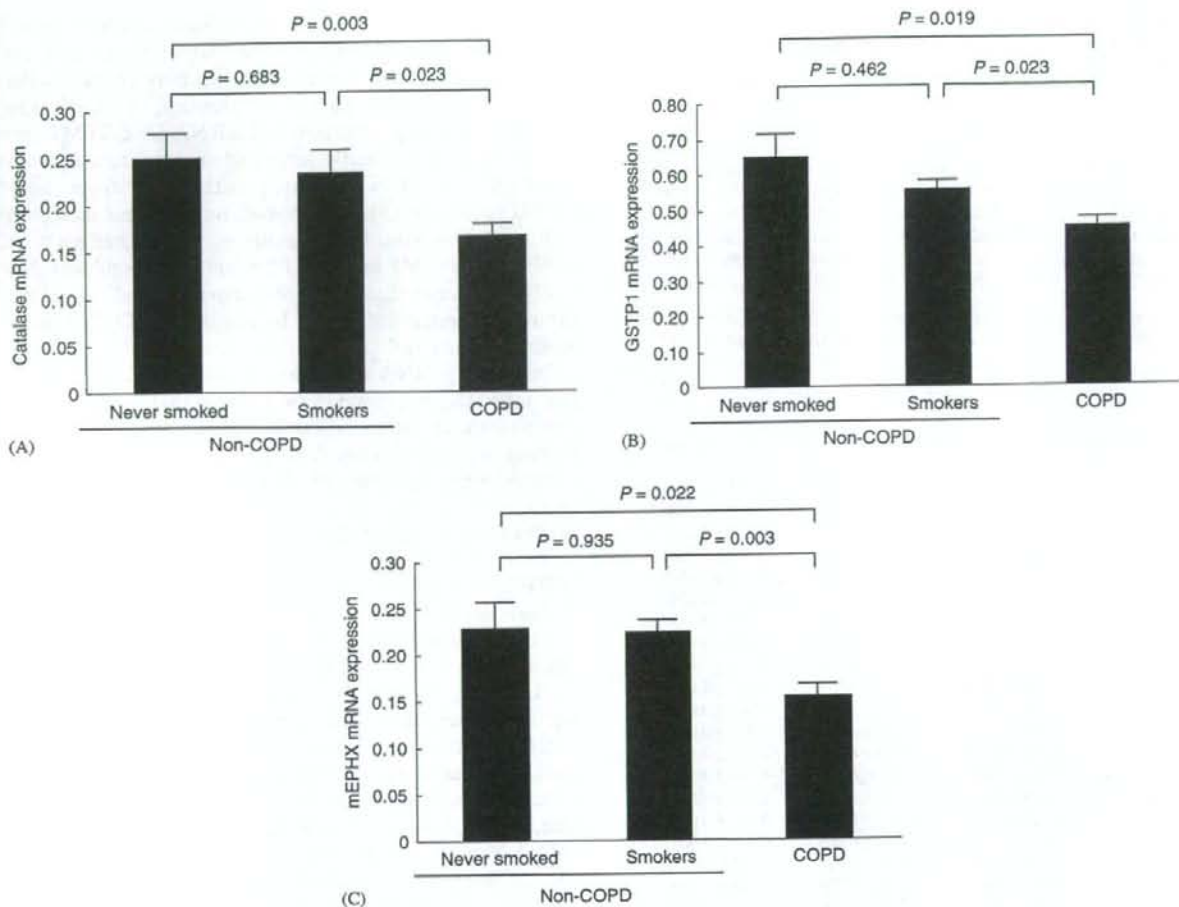 P = 0.003
P = 0.683 P = 0.023
0.30
0.25
0.20
0.15
0.10
0.05
0
Catalase mRNA expression
Never smoked Smokers COPD
Non-COPD
(A)
P = 0.019
P = 0.462 P = 0.023
0.80
0.70
0.60
0.50
0.40
0.30
0.20
0.10
0
GSTP1 mRNA expression
Never smoked Smokers COPD
Non-COPD
(B)
P = 0.022
P = 0.935 P = 0.003
0.30
0.25
0.20
0.15
0.10
0.05
0
mEPHX mRNA expression
Never smoked Smokers COPD
Non-COPD
(C)